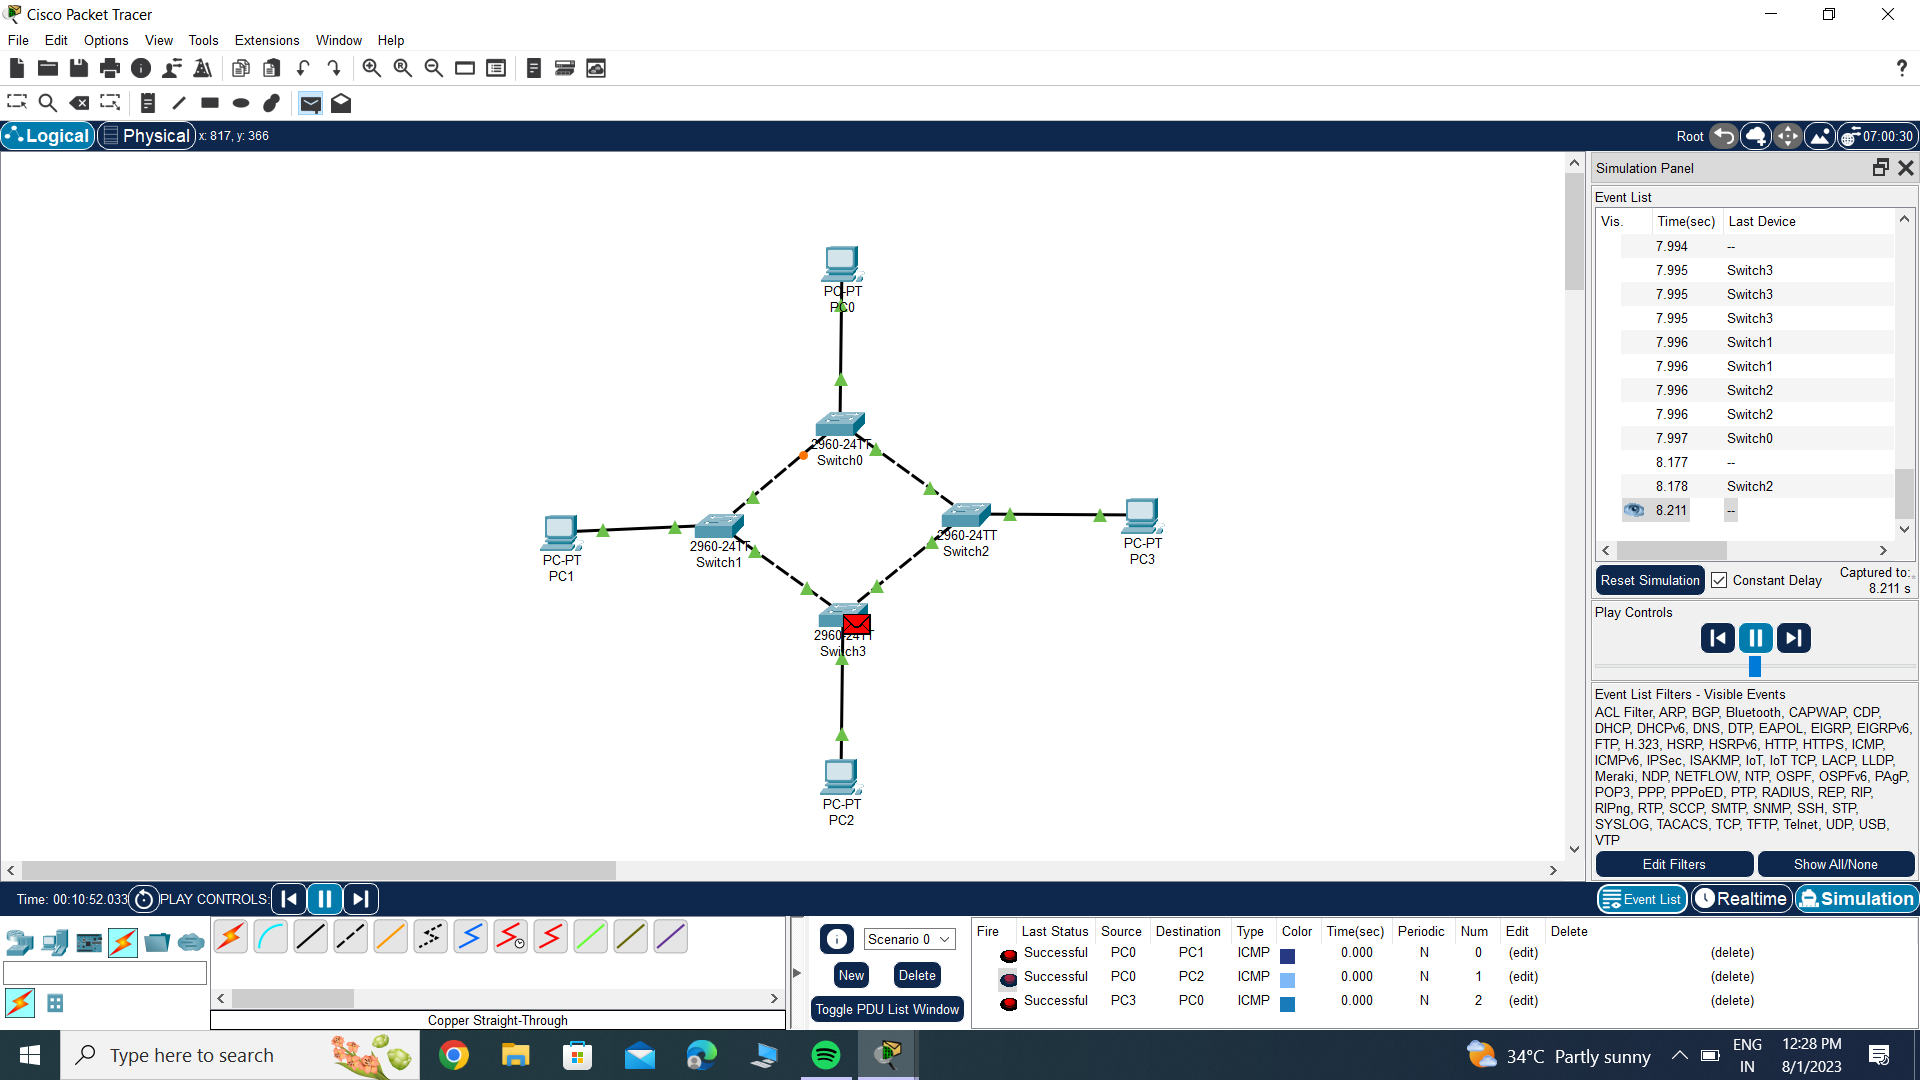 Cisco Packet Tracer
File Edit Options View Tools Extensions Window Help
?
Logical Physical x: 817, y: 366 Root 07:00:30
PC-PT
PC0
2960-24TT
Switch0
PC-PT
PC1
2960-24TT
Switch1
2960-24TT
Switch2
PC-PT
PC3
2960-24TT
Switch3
PC-PT
PC2
Simulation Panel
Event List
Vis. Time(sec) Last Device
7.994 --
7.995 Switch3
7.995 Switch3
7.995 Switch3
7.996 Switch1
7.996 Switch1
7.996 Switch2
7.996 Switch2
7.997 Switch0
8.177 --
8.178 Switch2
8.211 --
Reset Simulation Constant Delay Captured to:
8.211 s
Play Controls
Event List Filters - Visible Events
ACL Filter, ARP, BGP, Bluetooth, CAPWAP, CDP,
DHCP, DHCPv6, DNS, DTP, EAPOL, EIGRP, EIGRPv6,
FTP, H.323, HSRP, HSRPv6, HTTP, HTTPS, ICMP,
ICMPv6, IPSec, ISAKMP, IoT, IoT TCP, LACP, LLDP,
Meraki, NDP, NETFLOW, NTP, OSPF, OSPFv6, PAgP,
POP3, PPP, PPPoED, PTP, RADIUS, REP, RIP,
RIPng, RTP, SCCP, SMTP, SNMP, SSH, STP,
SYSLOG, TACACS, TCP, TFTP, Telnet, UDP, USB,
VTP
Edit Filters Show All/None
Time: 00:10:52.033 PLAY CONTROLS: Event List Realtime Simulation
Copper Straight-Through
Scenario 0
New Delete
Toggle PDU List Window
Fire Last Status Source Destination Type Color Time(sec) Periodic Num Edit Delete
Successful PC0 PC1 ICMP 0.000 N 0 (edit) (delete)
Successful PC0 PC2 ICMP 0.000 N 1 (edit) (delete)
Successful PC3 PC0 ICMP 0.000 N 2 (edit) (delete)
Type here to search
34°C Partly sunny
ENG
IN
12:28 PM
8/1/2023